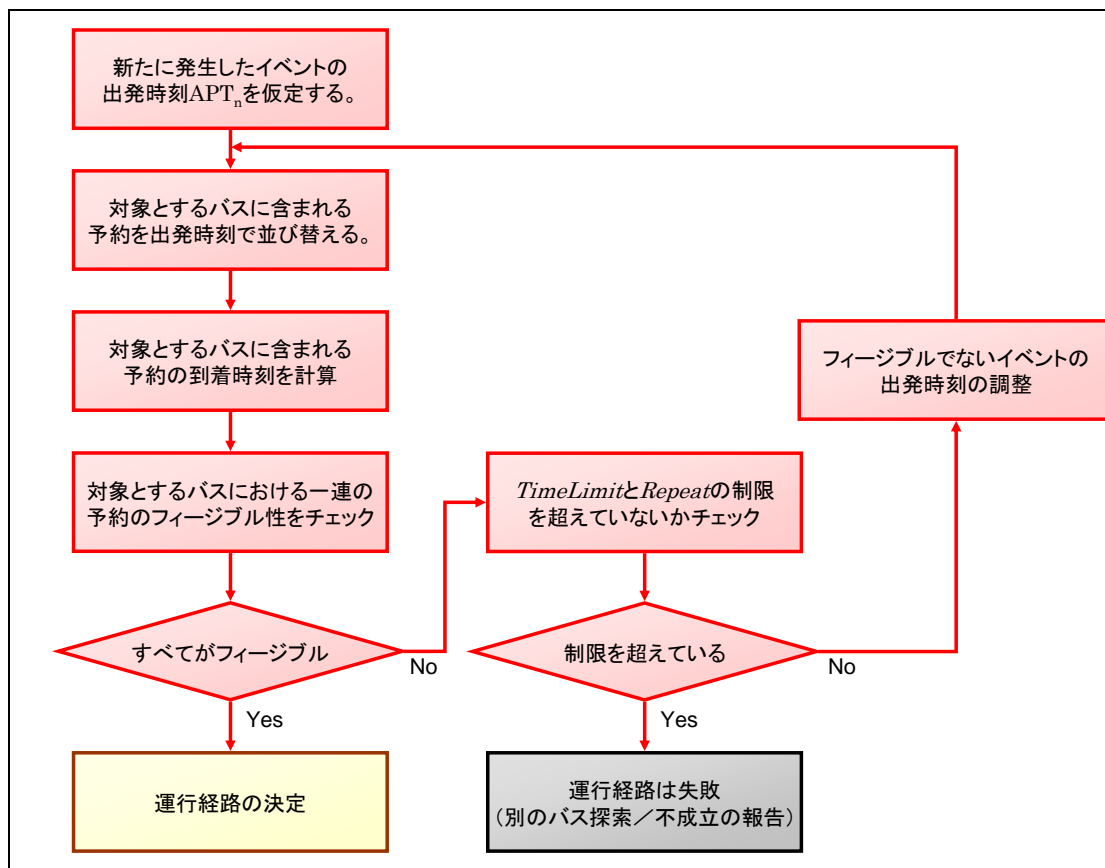 新たに発生したイベントの
出発時刻APTnを仮定する。
対象とするバスに含まれる
予約を出発時刻で並び替える。
対象とするバスに含まれる
予約の到着時刻を計算
フィージブルでないイベントの
出発時刻の調整
対象とするバスにおける一連の
予約のフィージブル性をチェック
TimeLimitとRepeatの制限
を超えていないかチェック
すべてがフィージブル
No
制限を超えている
No
Yes
Yes
運行経路の決定
運行経路は失敗
（別のバス探索／不成立の報告）